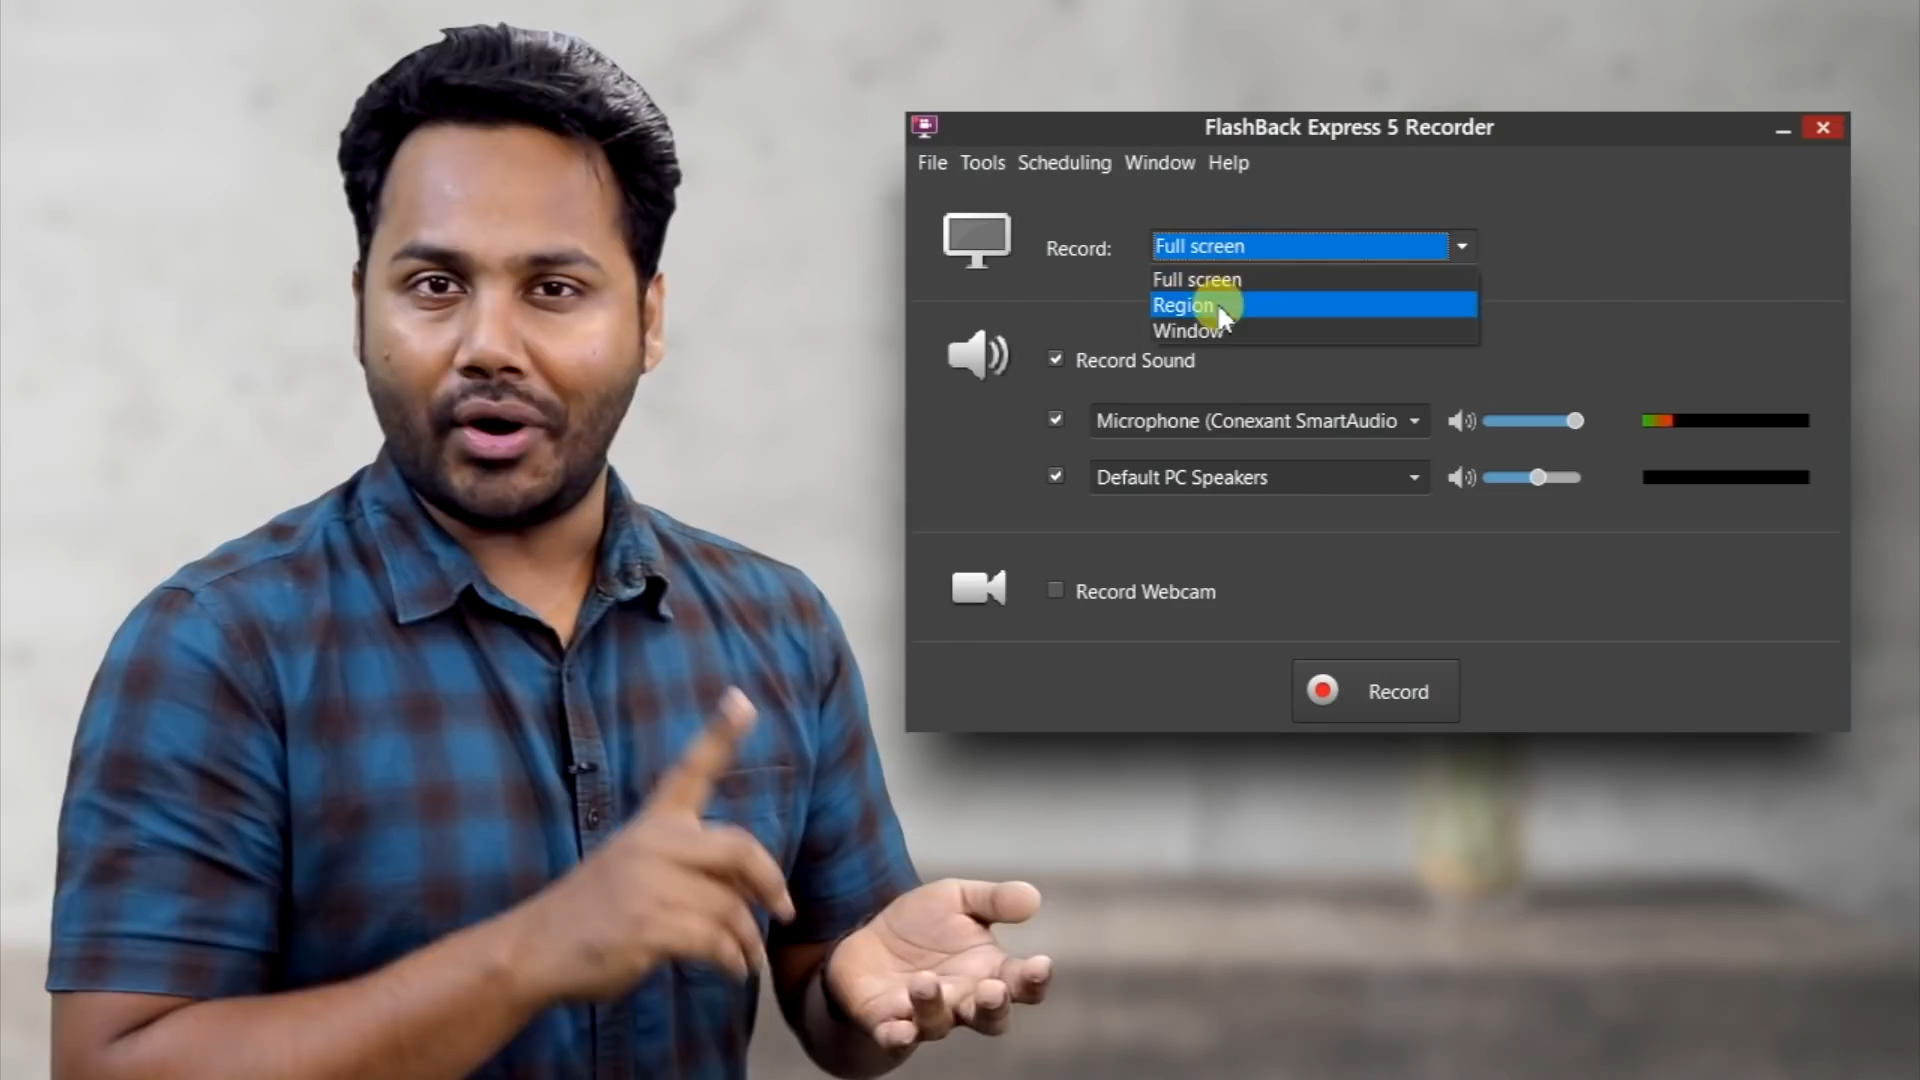 FlashBack Express 5 Recorder
File Tools Scheduling Window Help
Record: Full screen
Full screen
Region
Window
Record Sound
Microphone (Conexant SmartAudio
Default PC Speakers
Record Webcam
Record